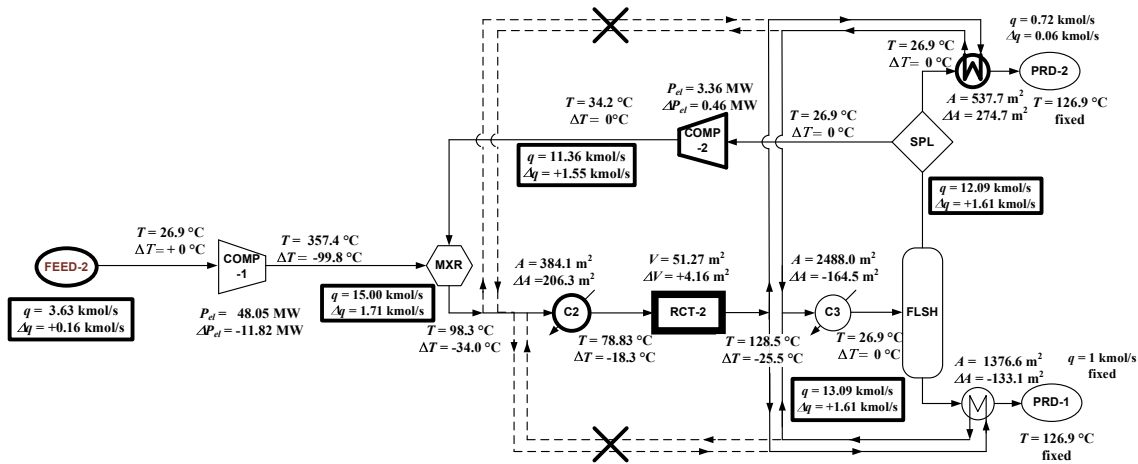 q = 0.72 kmol/s
Δq = 0.06 kmol/s
T = 26.9 °C
ΔT= 0 °C
PRD-2
A = 537.7 m²
ΔA = 274.7 m²
T = 126.9 °C
fixed
P_el = 3.36 MW
ΔP_el = 0.46 MW
T = 34.2 °C
ΔT = 0°C
COMP
-2
T = 26.9 °C
ΔT= 0 °C
SPL
q = 11.36 kmol/s
Δq = +1.55 kmol/s
q = 12.09 kmol/s
Δq = +1.61 kmol/s
FEED-2
q = 3.63 kmol/s
Δq = +0.16 kmol/s
T = 26.9 °C
ΔT= + 0 °C
COMP
-1
P_el = 48.05 MW
ΔP_el = -11.82 MW
T = 357.4 °C
ΔT = -99.8 °C
MXR
q = 15.00 kmol/s
Δq = 1.71 kmol/s
T = 98.3 °C
ΔT = -34.0 °C
A = 384.1 m²
ΔA = 206.3 m²
C2
T = 78.83 °C
ΔT = -18.3 °C
V = 51.27 m²
ΔV = +4.16 m²
RCT-2
T = 128.5 °C
ΔT = -25.5 °C
A = 2488.0 m²
ΔA = -164.5 m²
C3
T = 26.9 °C
ΔT= 0 °C
FLSH
q = 13.09 kmol/s
Δq = +1.61 kmol/s
A = 1376.6 m²
ΔA = -133.1 m²
q = 1 kmol/s
fixed
PRD-1
T = 126.9 °C
fixed